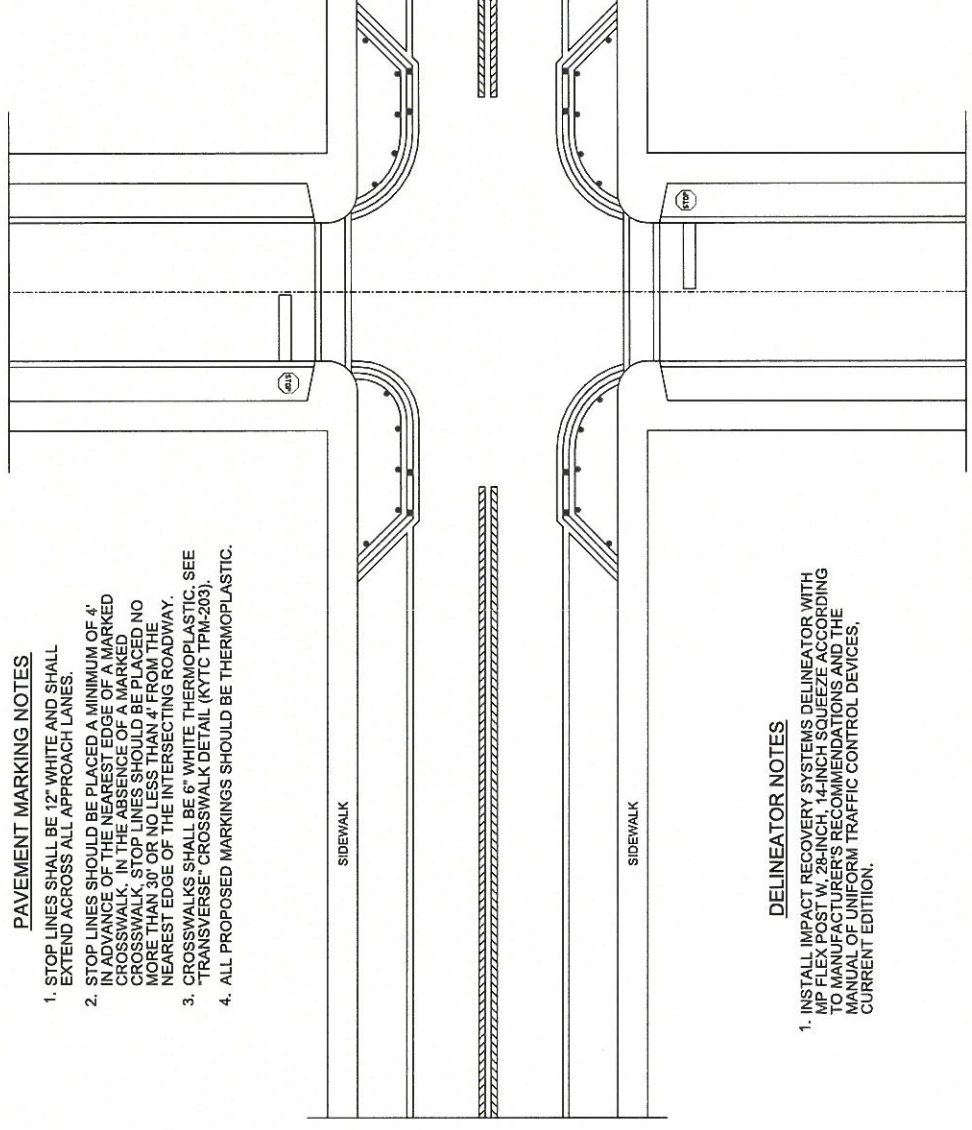 PAVEMENT MARKING NOTES
1. STOP LINES SHALL BE 12" WHITE AND SHALL
EXTEND ACROSS ALL APPROACH LANES.
2. STOP LINES SHOULD BE PLACED A MINIMUM OF 4'
IN ADVANCE OF THE NEAREST EDGE OF A MARKED
CROSSWALK. IN THE ABSENCE OF A MARKED
CROSSWALK, STOP LINES SHOULD BE PLACED NO
MORE THAN 30' OR NO LESS THAN 4' FROM THE
NEAREST EDGE OF THE INTERSECTING ROADWAY.
3. CROSSWALKS SHALL BE 6" WHITE THERMOPLASTIC. SEE
"TRANSVERSE" CROSSWALK DETAIL (KYTC TPM-203).
4. ALL PROPOSED MARKINGS SHOULD BE THERMOPLASTIC.
STOP
SIDEWALK
SIDEWALK
STOP
DELINEATOR NOTES
1. INSTALL IMPACT RECOVERY SYSTEMS DELINEATOR WITH
MP FLEX POST W, 28-INCH, 14-INCH SQUEEZE ACCORDING
TO MANUFACTURER'S RECOMMENDATIONS AND THE
MANUAL OF UNIFORM TRAFFIC CONTROL DEVICES,
CURRENT EDITIION.